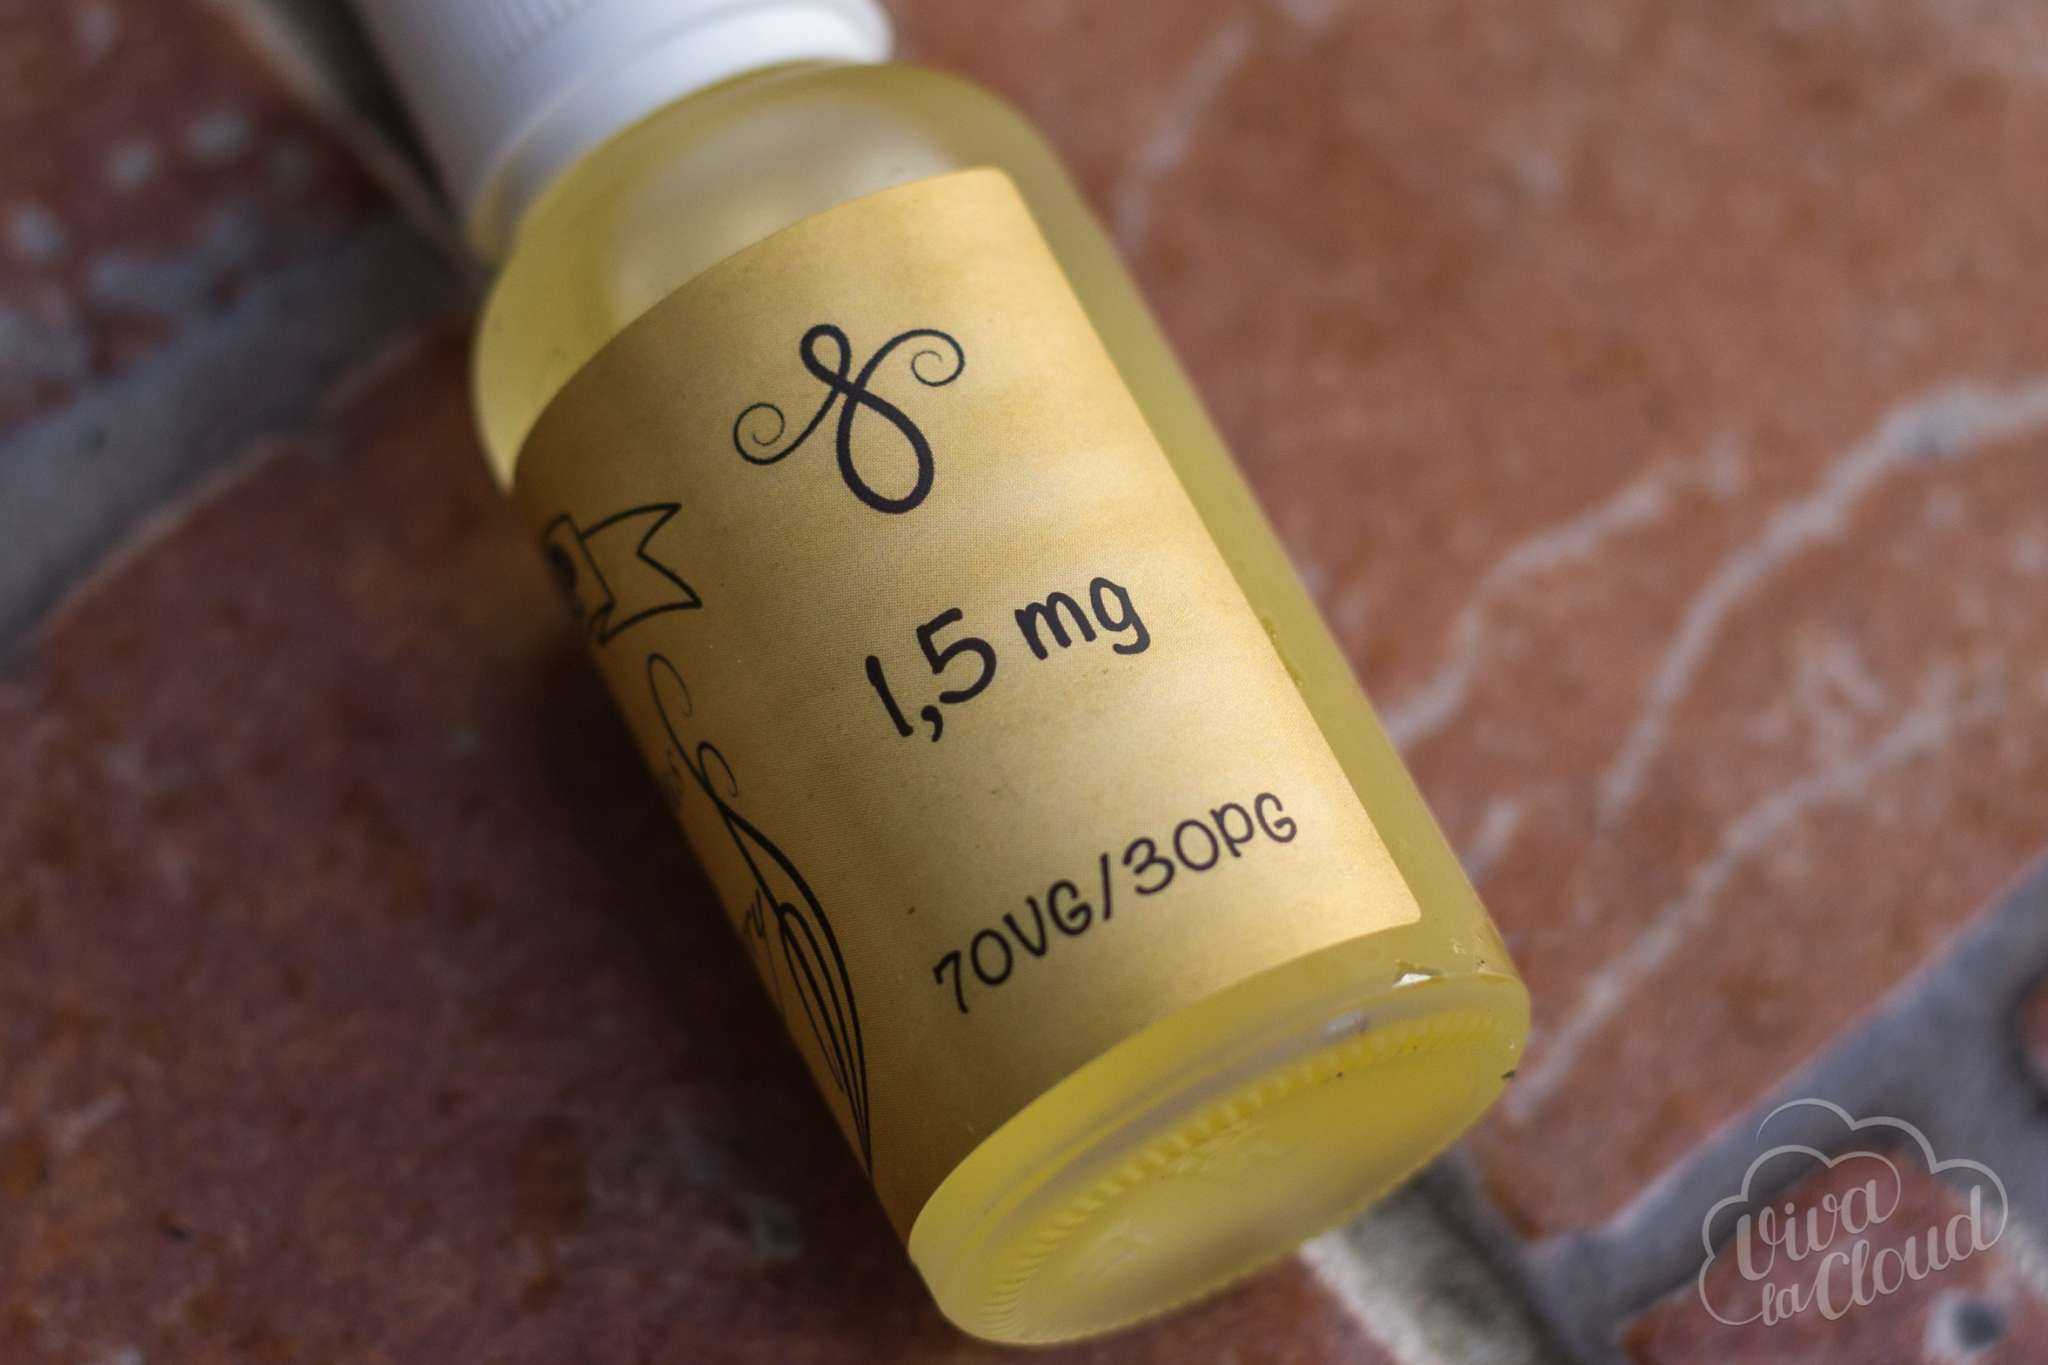 1,5 mg
70VG/30PG
Viva
la Cloud